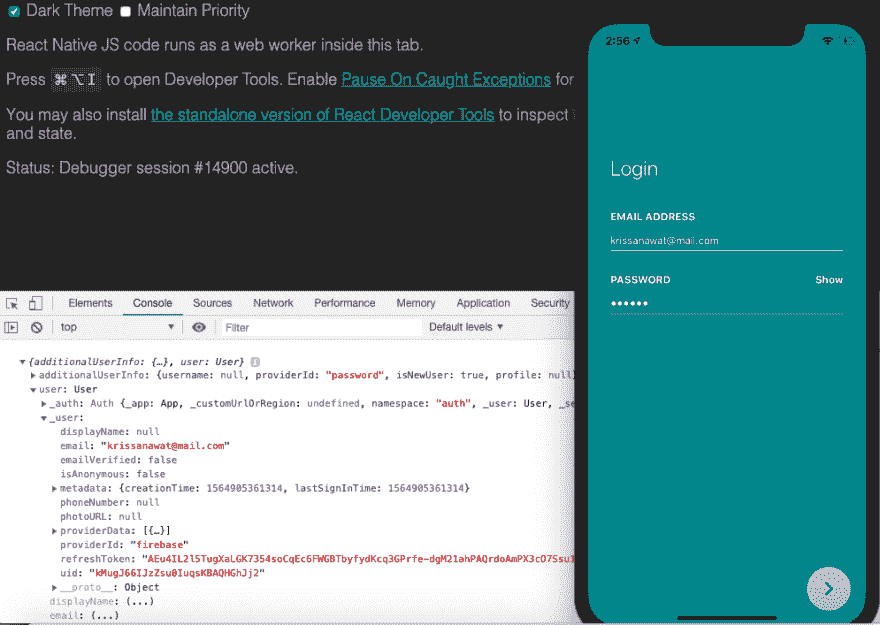 Dark Theme Maintain Priority
React Native JS code runs as a web worker inside this tab.
Press ⌘⌥I to open Developer Tools. Enable Pause On Caught Exceptions for
You may also install the standalone version of React Developer Tools to inspect
and state.
Status: Debugger session #14900 active.
2:56
Login
EMAIL ADDRESS
krissanawat@mail.com
PASSWORD Show
••••••
Elements Console Sources Network Performance Memory Application Security
top Filter Default levels ▼
▼{additionalUserInfo: {…}, user: User}
▶additionalUserInfo: {username: null, providerId: "password", isNewUser: true, profile: null}
▼user: User
▶_auth: Auth {_app: App, _customUrlOrRegion: undefined, namespace: "auth", _user: User, _se
▼_user:
displayName: null
email: "krissanawat@mail.com"
emailVerified: false
isAnonymous: false
▶metadata: {creationTime: 1564905361314, lastSignInTime: 1564905361314}
phoneNumber: null
photoURL: null
▶providerData: [{…}]
providerId: "firebase"
refreshToken:
uid:
▶__proto__: Object
displayName: (...)
email: (...)